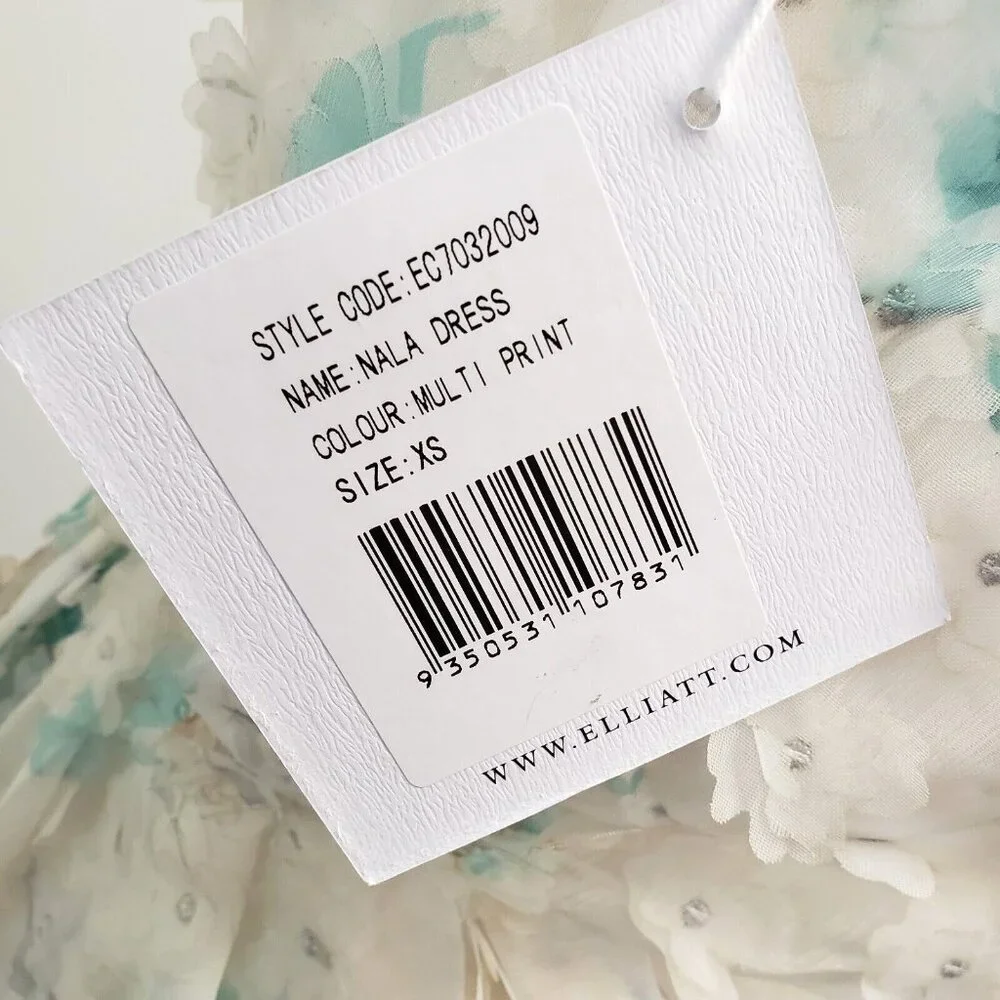 STYLE CODE:EC7032009
NAME:NALA DRESS
COLOUR:MULTI PRINT
SIZE:XS
9 350531 107831
WWW.ELLIATT.COM